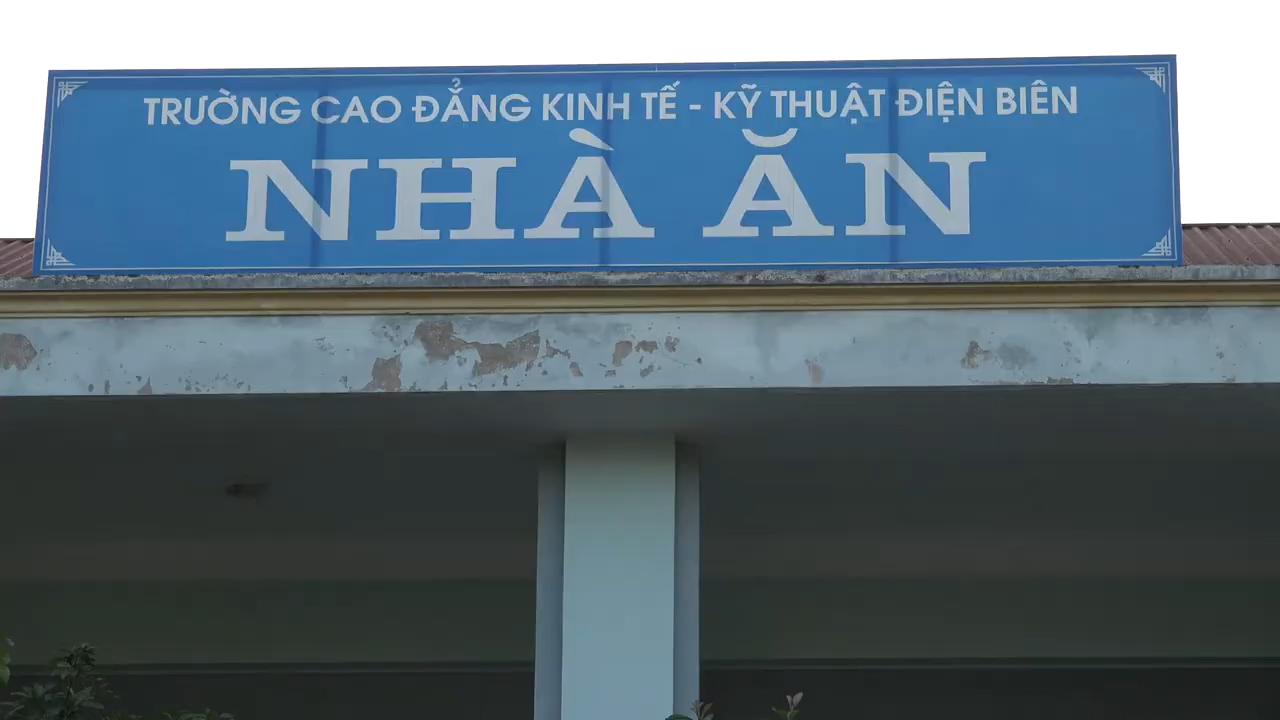 TRƯỜNG CAO ĐẲNG KINH TẾ - KỸ THUẬT ĐIỆN BIÊN
NHÀ ĂN